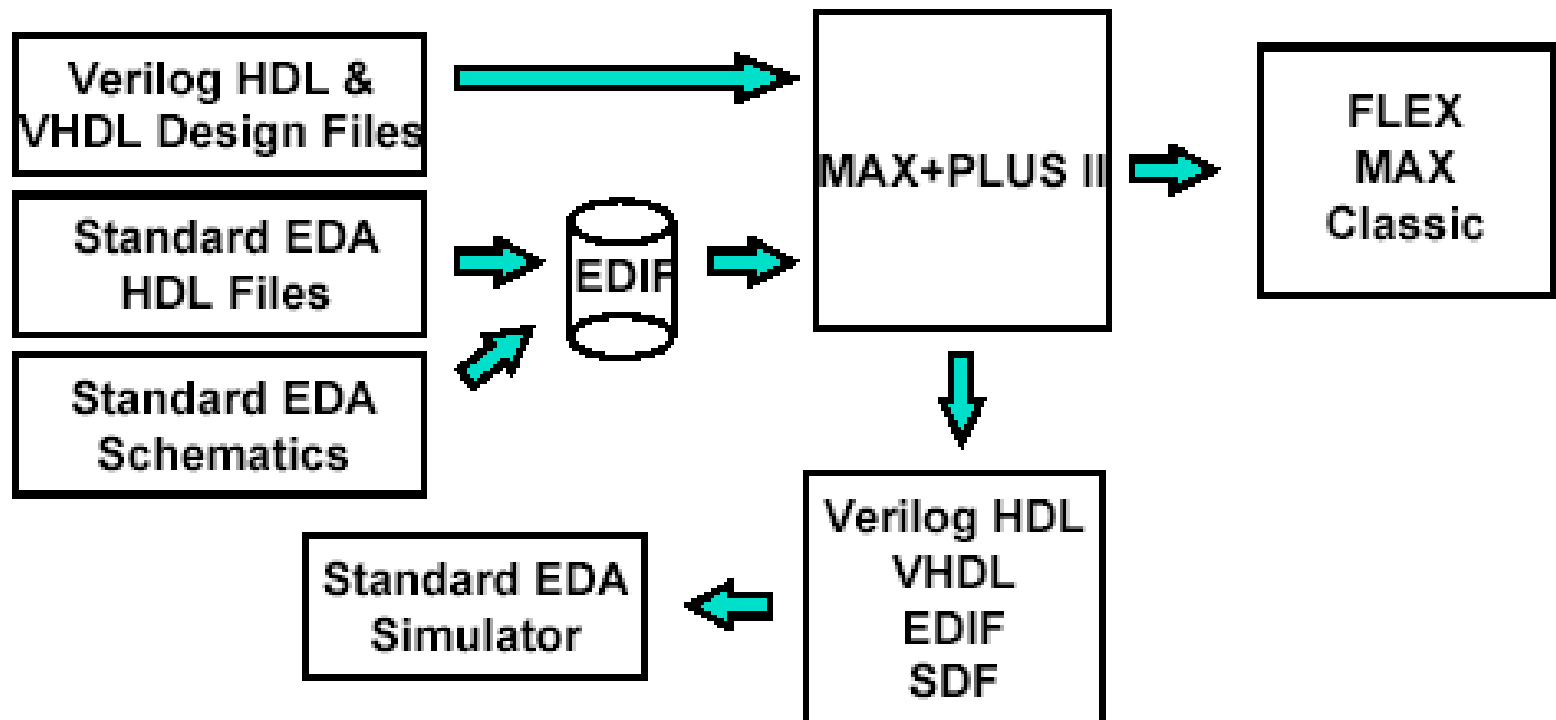 Verilog HDL &
VHDL Design Files
Standard EDA
HDL Files
Standard EDA
Schematics
EDIF
MAX+PLUS II
FLEX
MAX
Classic
Verilog HDL
VHDL
EDIF
SDF
Standard EDA
Simulator